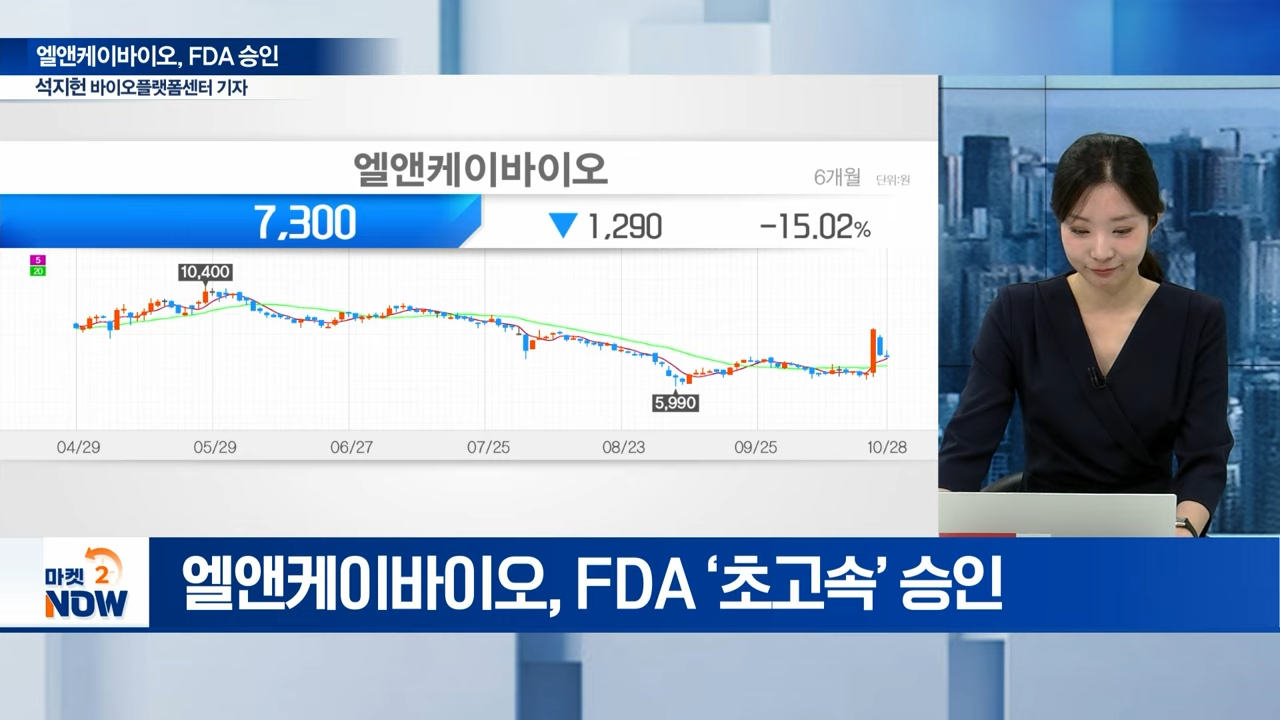 엘앤케이바이오, FDA 승인
석지헌 바이오플랫폼센터 기자
엘앤케이바이오
6개월 단위:원
7,300 ▼ 1,290 -15.02%
5
20
10,400
5,990
04/29 05/29 06/27 07/25 08/23 09/25 10/28
마켓 2
NOW
엘앤케이바이오, FDA ‘초고속’ 승인